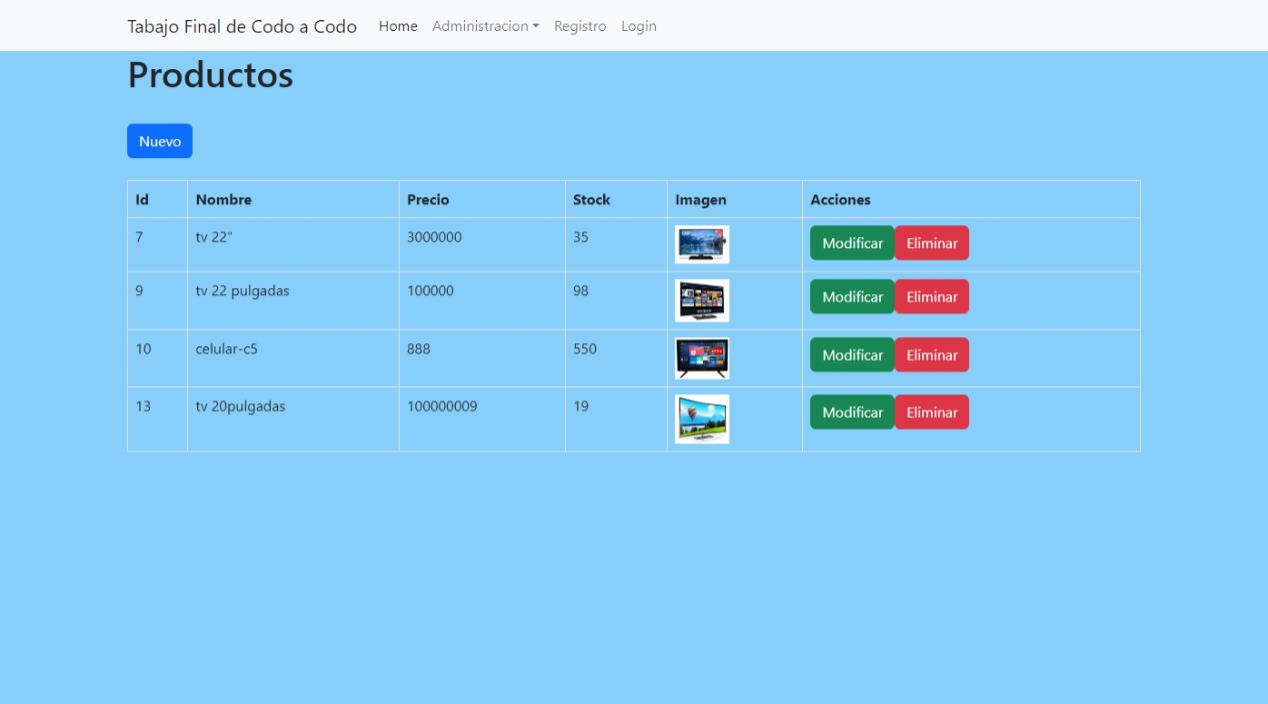 Tabajo Final de Codo a Codo Home Administracion Registro Login
Productos
Nuevo
Id Nombre Precio Stock Imagen Acciones
7 tv 22" 3000000 35 Modificar Eliminar
9 tv 22 pulgadas 100000 98 Modificar Eliminar
10 celular-c5 888 550 Modificar Eliminar
13 tv 20pulgadas 100000009 19 Modificar Eliminar